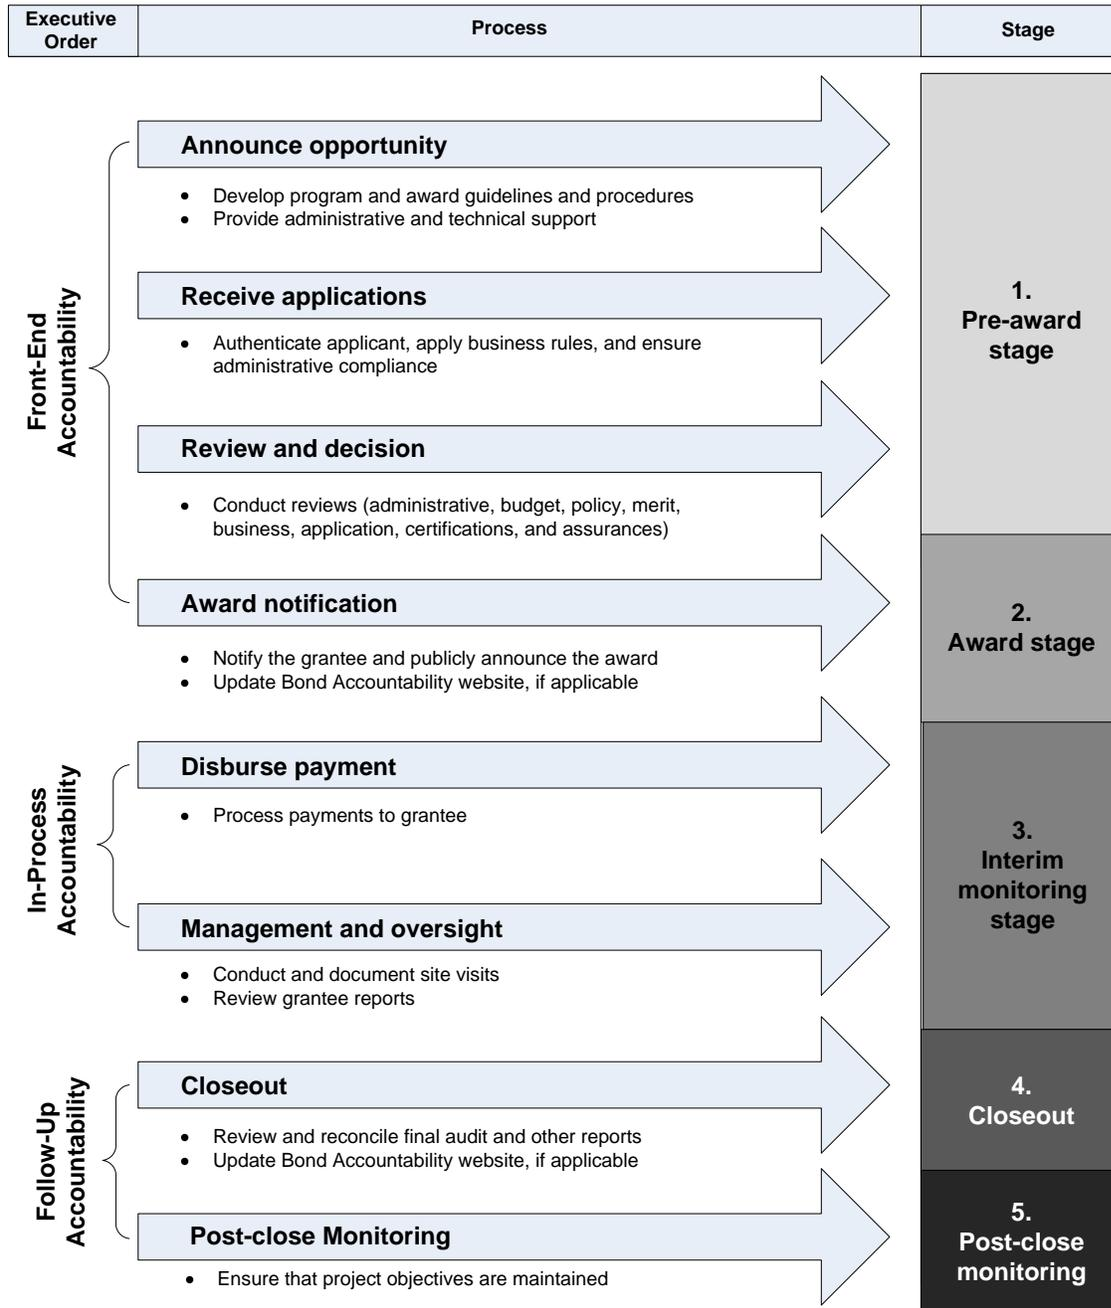 Executive
Order
Process
Stage
Front-End
Accountability
Announce opportunity
• Develop program and award guidelines and procedures
• Provide administrative and technical support
Receive applications
• Authenticate applicant, apply business rules, and ensure
administrative compliance
Review and decision
• Conduct reviews (administrative, budget, policy, merit,
business, application, certifications, and assurances)
1.
Pre-award
stage
Award notification
• Notify the grantee and publicly announce the award
• Update Bond Accountability website, if applicable
2.
Award stage
In-Process
Accountability
Disburse payment
• Process payments to grantee
Management and oversight
• Conduct and document site visits
• Review grantee reports
3.
Interim
monitoring
stage
Follow-Up
Accountability
Closeout
• Review and reconcile final audit and other reports
• Update Bond Accountability website, if applicable
4.
Closeout
Post-close Monitoring
• Ensure that project objectives are maintained
5.
Post-close
monitoring